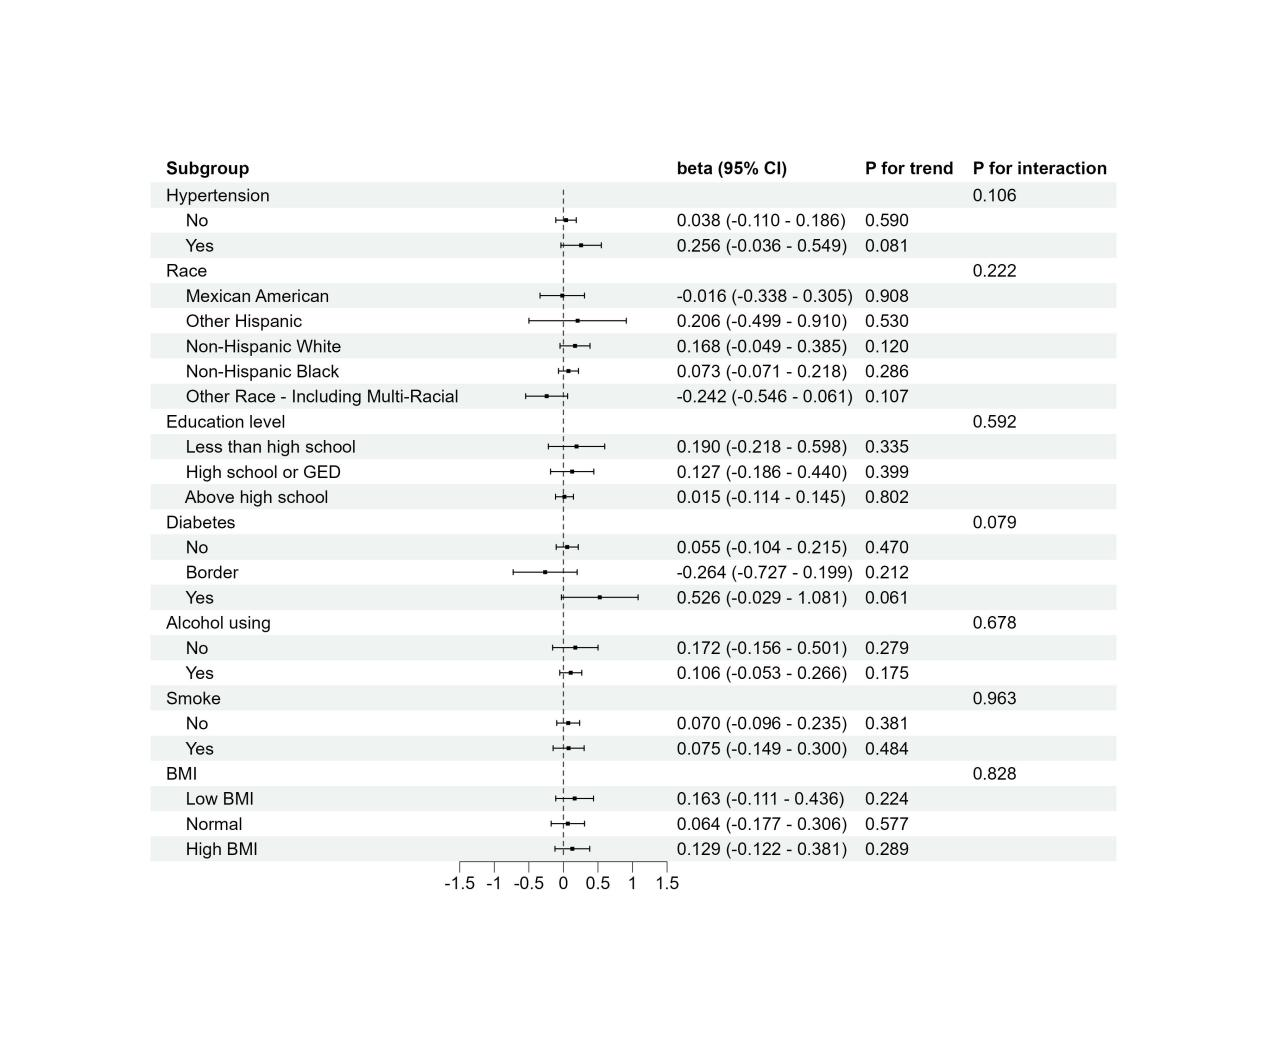 Subgroup beta (95% CI) P for trend P for interaction
Hypertension 0.106
No 0.038 (-0.110 - 0.186) 0.590
Yes 0.256 (-0.036 - 0.549) 0.081
Race 0.222
Mexican American -0.016 (-0.338 - 0.305) 0.908
Other Hispanic 0.206 (-0.499 - 0.910) 0.530
Non-Hispanic White 0.168 (-0.049 - 0.385) 0.120
Non-Hispanic Black 0.073 (-0.071 - 0.218) 0.286
Other Race - Including Multi-Racial -0.242 (-0.546 - 0.061) 0.107
Education level 0.592
Less than high school 0.190 (-0.218 - 0.598) 0.335
High school or GED 0.127 (-0.186 - 0.440) 0.399
Above high school 0.015 (-0.114 - 0.145) 0.802
Diabetes 0.079
No 0.055 (-0.104 - 0.215) 0.470
Border -0.264 (-0.727 - 0.199) 0.212
Yes 0.526 (-0.029 - 1.081) 0.061
Alcohol using 0.678
No 0.172 (-0.156 - 0.501) 0.279
Yes 0.106 (-0.053 - 0.266) 0.175
Smoke 0.963
No 0.070 (-0.096 - 0.235) 0.381
Yes 0.075 (-0.149 - 0.300) 0.484
BMI 0.828
Low BMI 0.163 (-0.111 - 0.436) 0.224
Normal 0.064 (-0.177 - 0.306) 0.577
High BMI 0.129 (-0.122 - 0.381) 0.289
-1.5 -1 -0.5 0 0.5 1 1.5